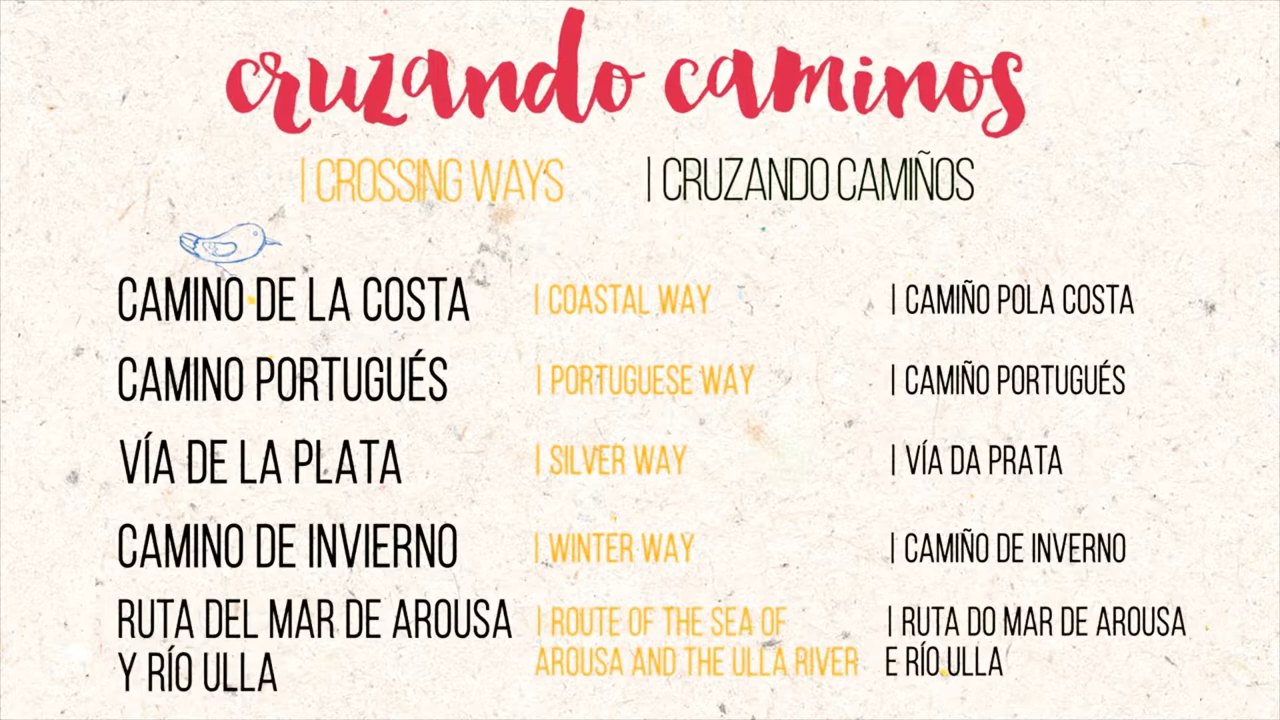 cruzando caminos
| CROSSING WAYS | CRUZANDO CAMIÑOS
CAMINO DE LA COSTA | COASTAL WAY | CAMIÑO POLA COSTA
CAMINO PORTUGUÉS | PORTUGUESE WAY | CAMIÑO PORTUGUÉS
VÍA DE LA PLATA | SILVER WAY | VÍA DA PRATA
CAMINO DE INVIERNO | WINTER WAY | CAMIÑO DE INVERNO
RUTA DEL MAR DE AROUSA | ROUTE OF THE SEA OF | RUTA DO MAR DE AROUSA
Y RÍO ULLA AROUSA AND THE ULLA RIVER E RÍO ULLA